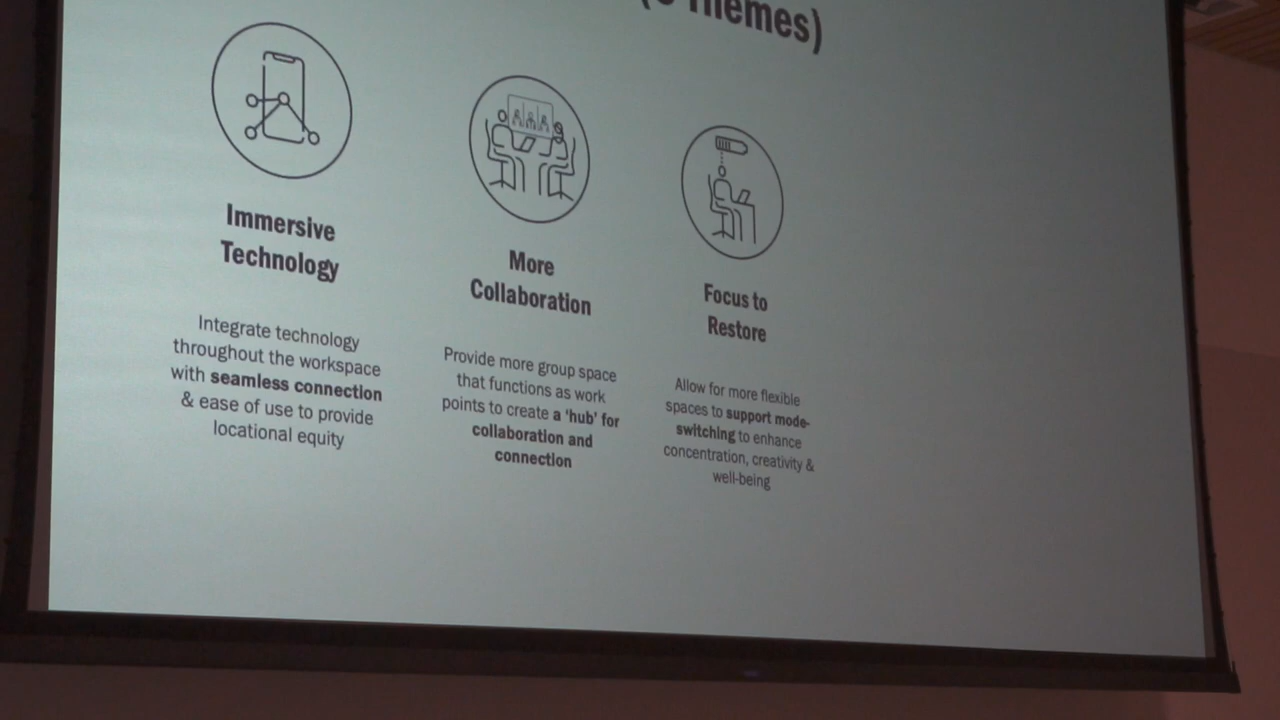 Themes)
Immersive
Technology
Integrate technology
throughout the workspace
with seamless connection
& ease of use to provide
locational equity
More
Collaboration
Provide more group space
that functions as work
points to create a ‘hub’ for
collaboration and
connection
Focus to
Restore
Allow for more flexible
spaces to support mode-
switching to enhance
concentration, creativity &
well-being